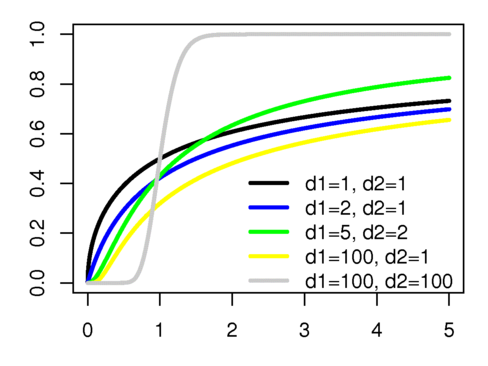 1.0
0.8
0.6
0.4
0.2
0.0
d1=1, d2=1
d1=2, d2=1
d1=5, d2=2
d1=100, d2=1
d1=100, d2=100
0 1 2 3 4 5